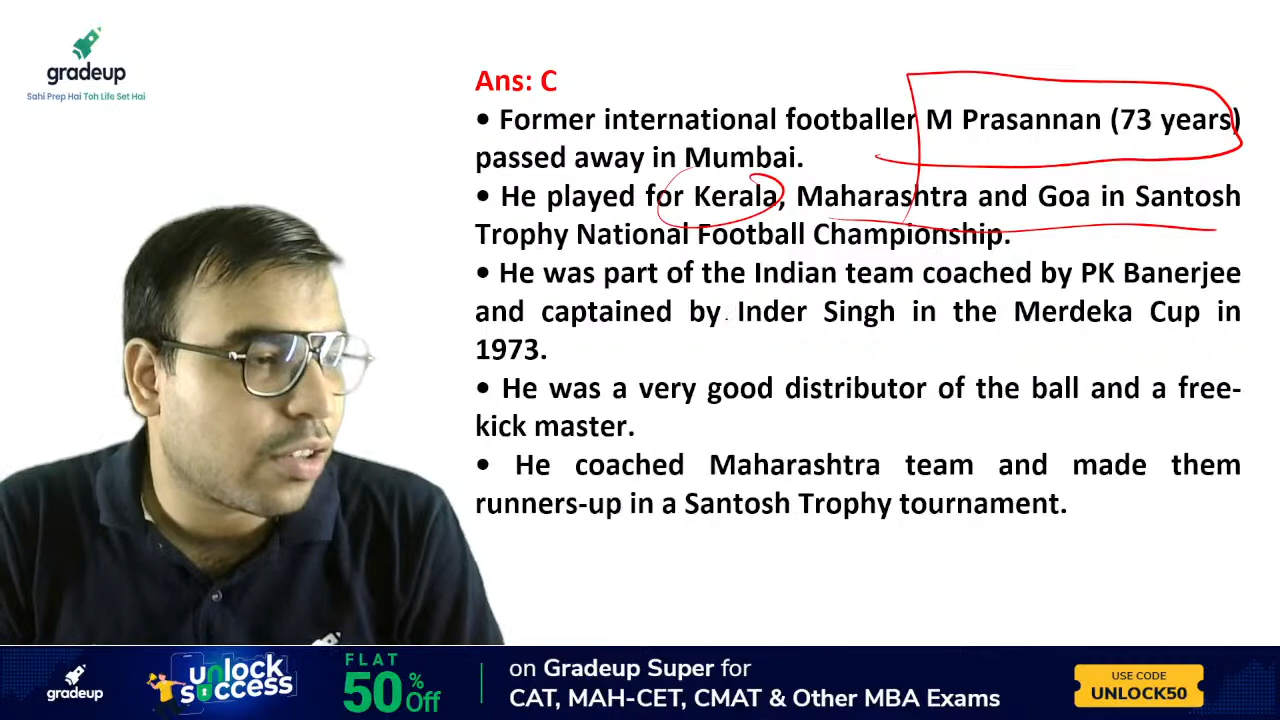 gradeup
Sahi Prep Hai Toh Life Set Hai
Ans: C
• Former international footballer M Prasannan (73 years)
passed away in Mumbai.
• He played for Kerala, Maharashtra and Goa in Santosh
Trophy National Football Championship.
• He was part of the Indian team coached by PK Banerjee
and captained by Inder Singh in the Merdeka Cup in
1973.
• He was a very good distributor of the ball and a free-
kick master.
• He coached Maharashtra team and made them
runners-up in a Santosh Trophy tournament.
gradeup
unlock
success
FLAT
50% Off
on Gradeup Super for
CAT, MAH-CET, CMAT & Other MBA Exams
USE CODE
UNLOCK50